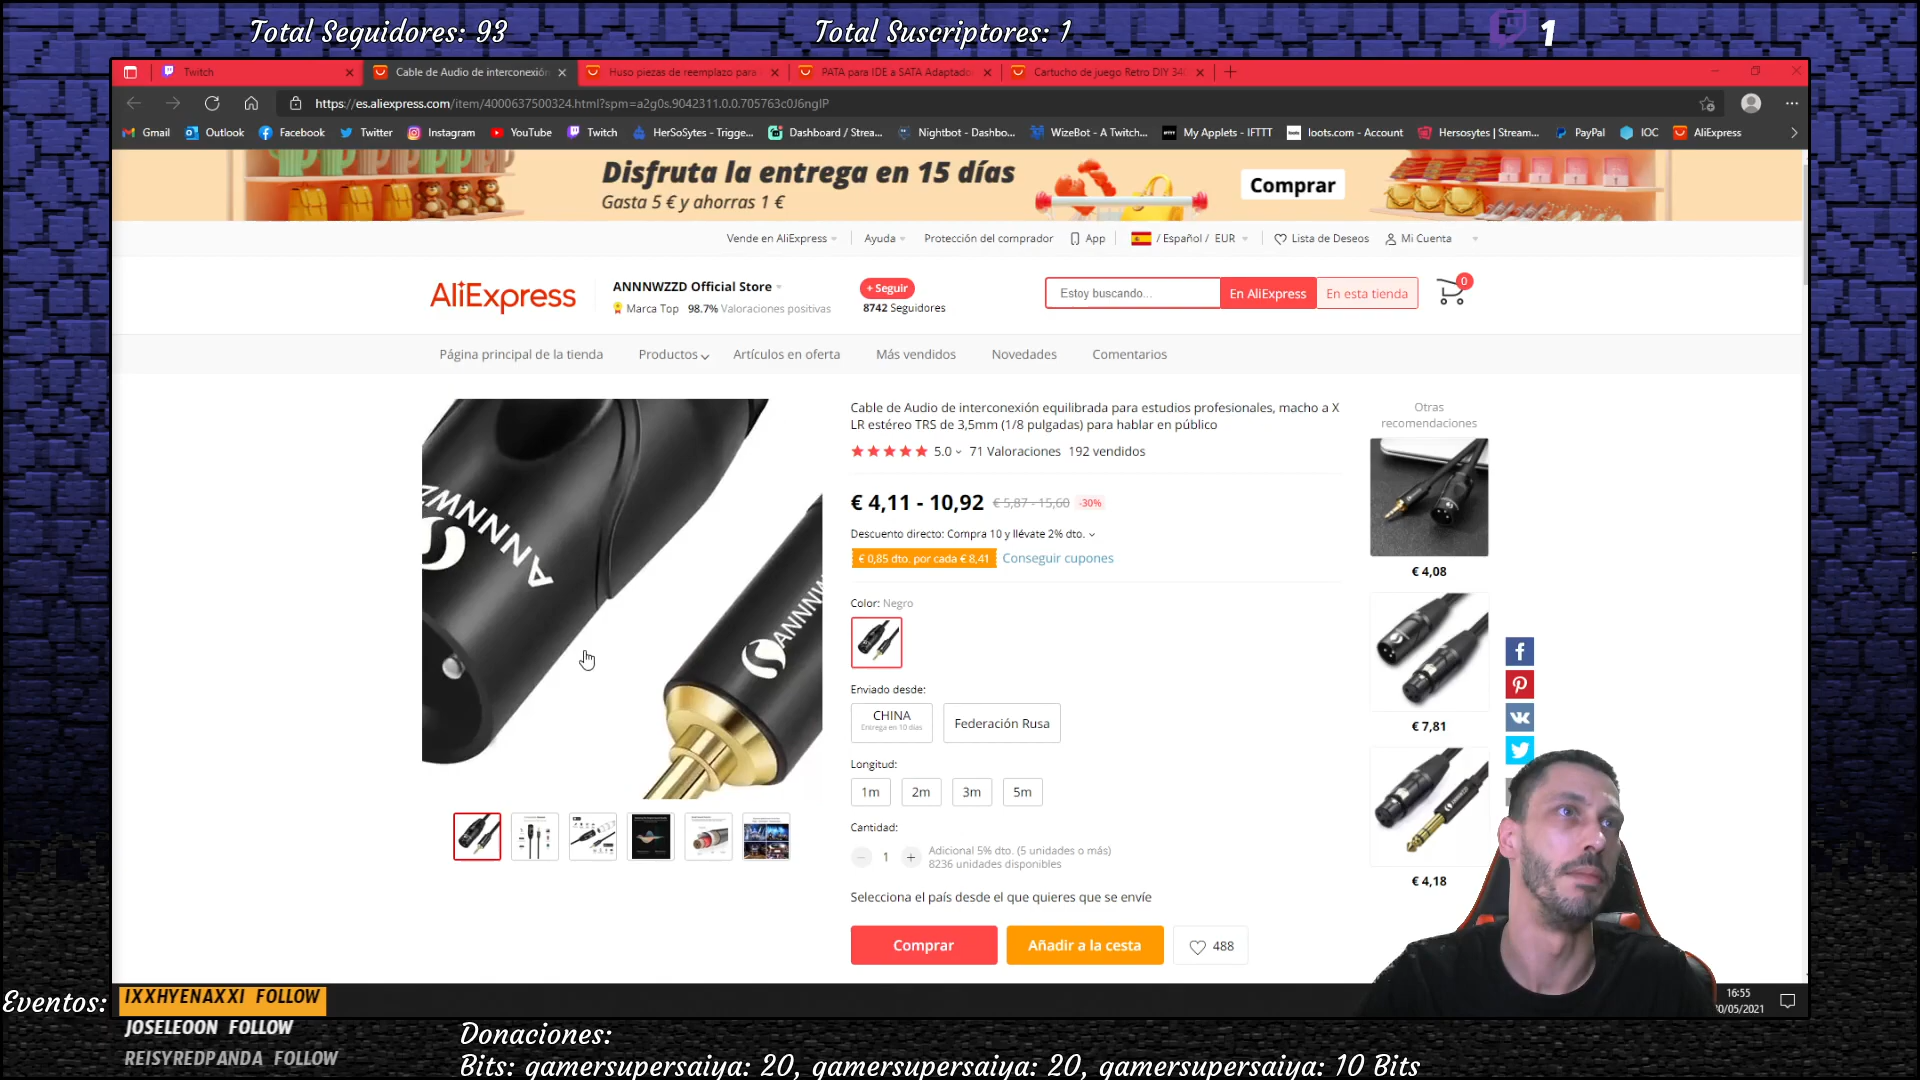 Total Seguidores: 93
Total Suscriptores: 1
1
Twitch
Cable de Audio de interconexión
Huso piezas de reemplazo para
PATA para IDE a SATA Adaptado
Cartucho de juego Retro DIY 34
https://es.aliexpress.com/item/4000637500324.html?spm=a2g0s.9042311.0.0.705763c0J6ngIP
Gmail
Outlook
Facebook
Twitter
Instagram
YouTube
Twitch
HerSoSytes - Trigge...
Dashboard / Strea...
Nightbot - Dashbo...
WizeBot - A Twitch...
My Applets - IFTTT
loots.com - Account
Hersosytes | Stream...
PayPal
IOC
AliExpress
Disfruta la entrega en 15 días
Gasta 5 € y ahorras 1 €
Comprar
Vende en AliExpress
Ayuda
Protección del comprador
App
/ Español / EUR
Lista de Deseos
Mi Cuenta
AliExpress
ANNNWZZD Official Store
Marca Top 98.7% Valoraciones positivas
+ Seguir
8742 Seguidores
Estoy buscando...
En AliExpress
En esta tienda
0
Página principal de la tienda
Productos
Artículos en oferta
Más vendidos
Novedades
Comentarios
Cable de Audio de interconexión equilibrada para estudios profesionales, macho a X
LR estéreo TRS de 3,5mm (1/8 pulgadas) para hablar en público
5.0 71 Valoraciones 192 vendidos
€ 4,11 - 10,92 € 5,87 - 15,60 -30%
Descuento directo: Compra 10 y llévate 2% dto.
€ 0,85 dto. por cada € 8,41 Conseguir cupones
Color: Negro
Enviado desde:
CHINA
Entrega en 10 días
Federación Rusa
Longitud:
1m
2m
3m
5m
Cantidad:
1
Adicional 5% dto. (5 unidades o más)
8236 unidades disponibles
Selecciona el país desde el que quieres que se envíe
Comprar
Añadir a la cesta
488
Otras
recomendaciones
€ 4,08
€ 7,81
€ 4,18
16:55
0/05/2021
Eventos:
IXXHYENAXXI FOLLOW
JOSELEOON FOLLOW
REISYREDPANDA FOLLOW
Donaciones:
Bits: gamersupersaiya: 20, gamersupersaiya: 20, gamersupersaiya: 10 Bits